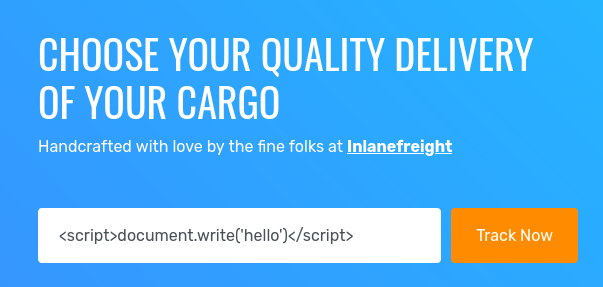 CHOOSE YOUR QUALITY DELIVERY
OF YOUR CARGO
Handcrafted with love by the fine folks at Inlanefreight
<script>document.write('hello')</script>
Track Now